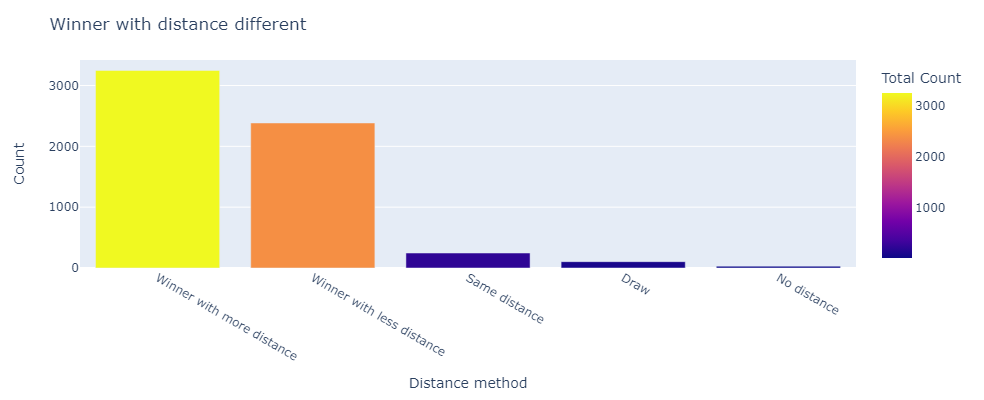 Winner with distance different
Count
3000
2000
1000
0
Winner with more distance
Winner with less distance
Same distance
Draw
No distance
Distance method
Total Count
3000
2000
1000